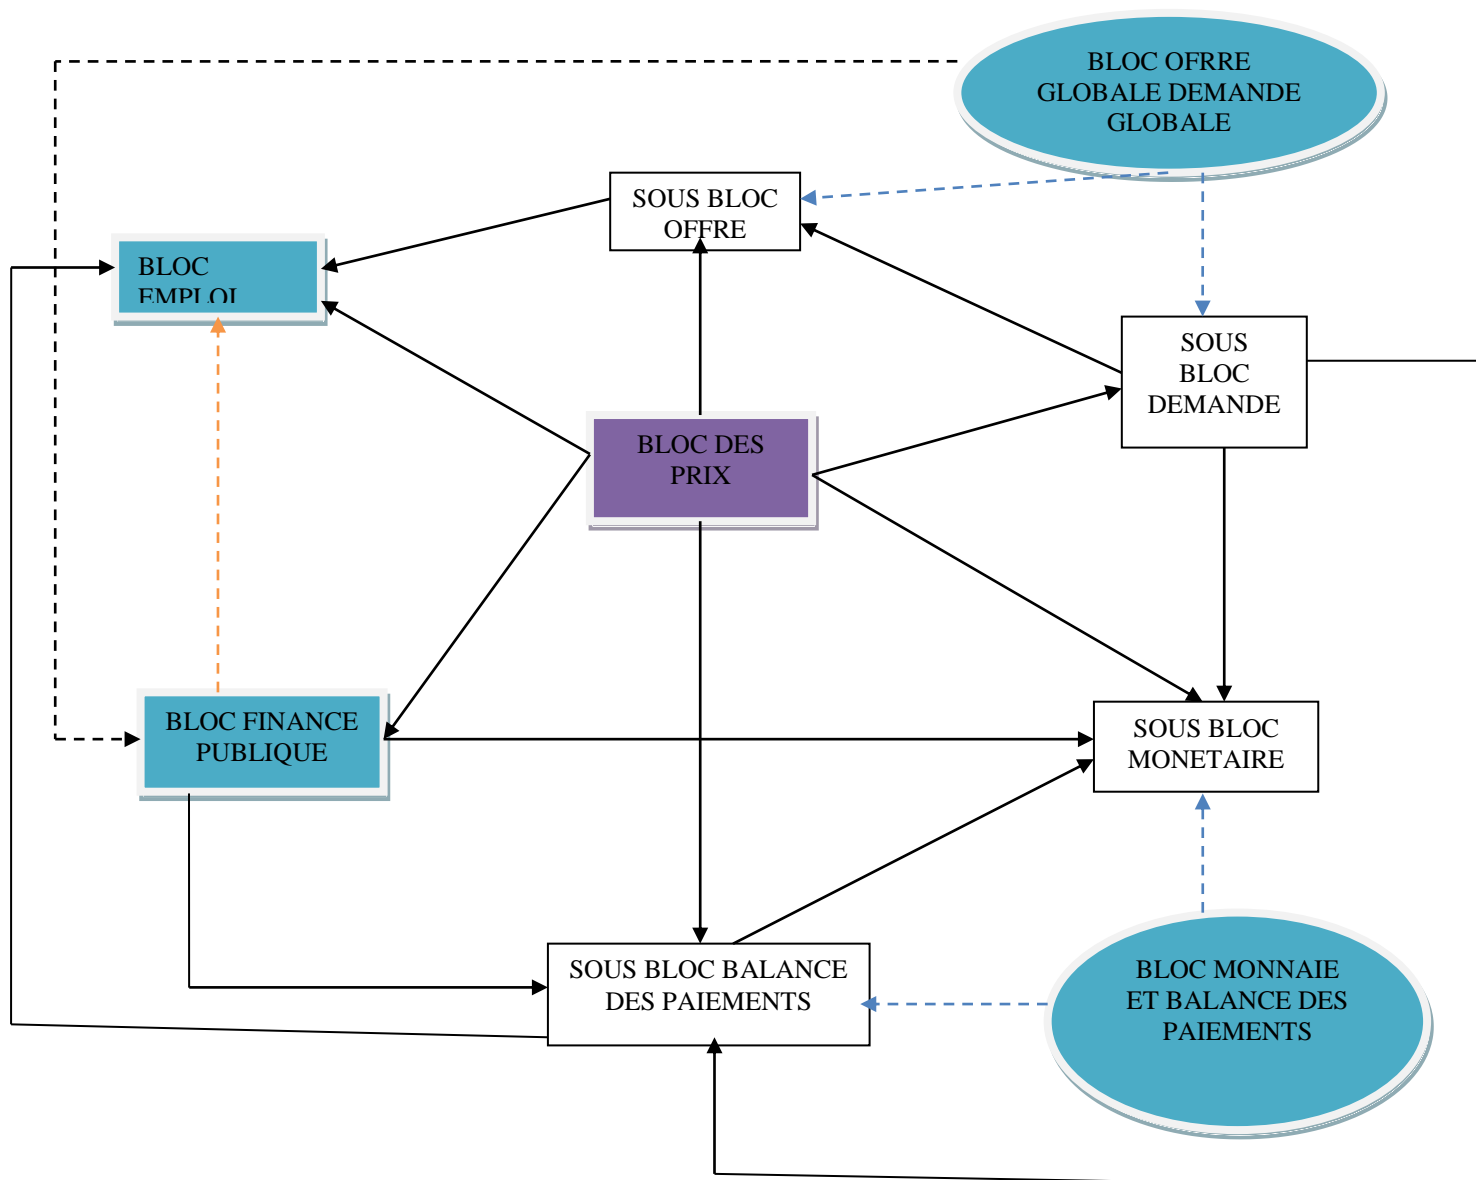 BLOC OFRRE
GLOBALE DEMANDE
GLOBALE
SOUS BLOC
OFFRE
BLOC
EMPLOI
SOUS
BLOC
DEMANDE
BLOC DES
PRIX
BLOC FINANCE
PUBLIQUE
SOUS BLOC
MONETAIRE
SOUS BLOC BALANCE
DES PAIEMENTS
BLOC MONNAIE
ET BALANCE DES
PAIEMENTS